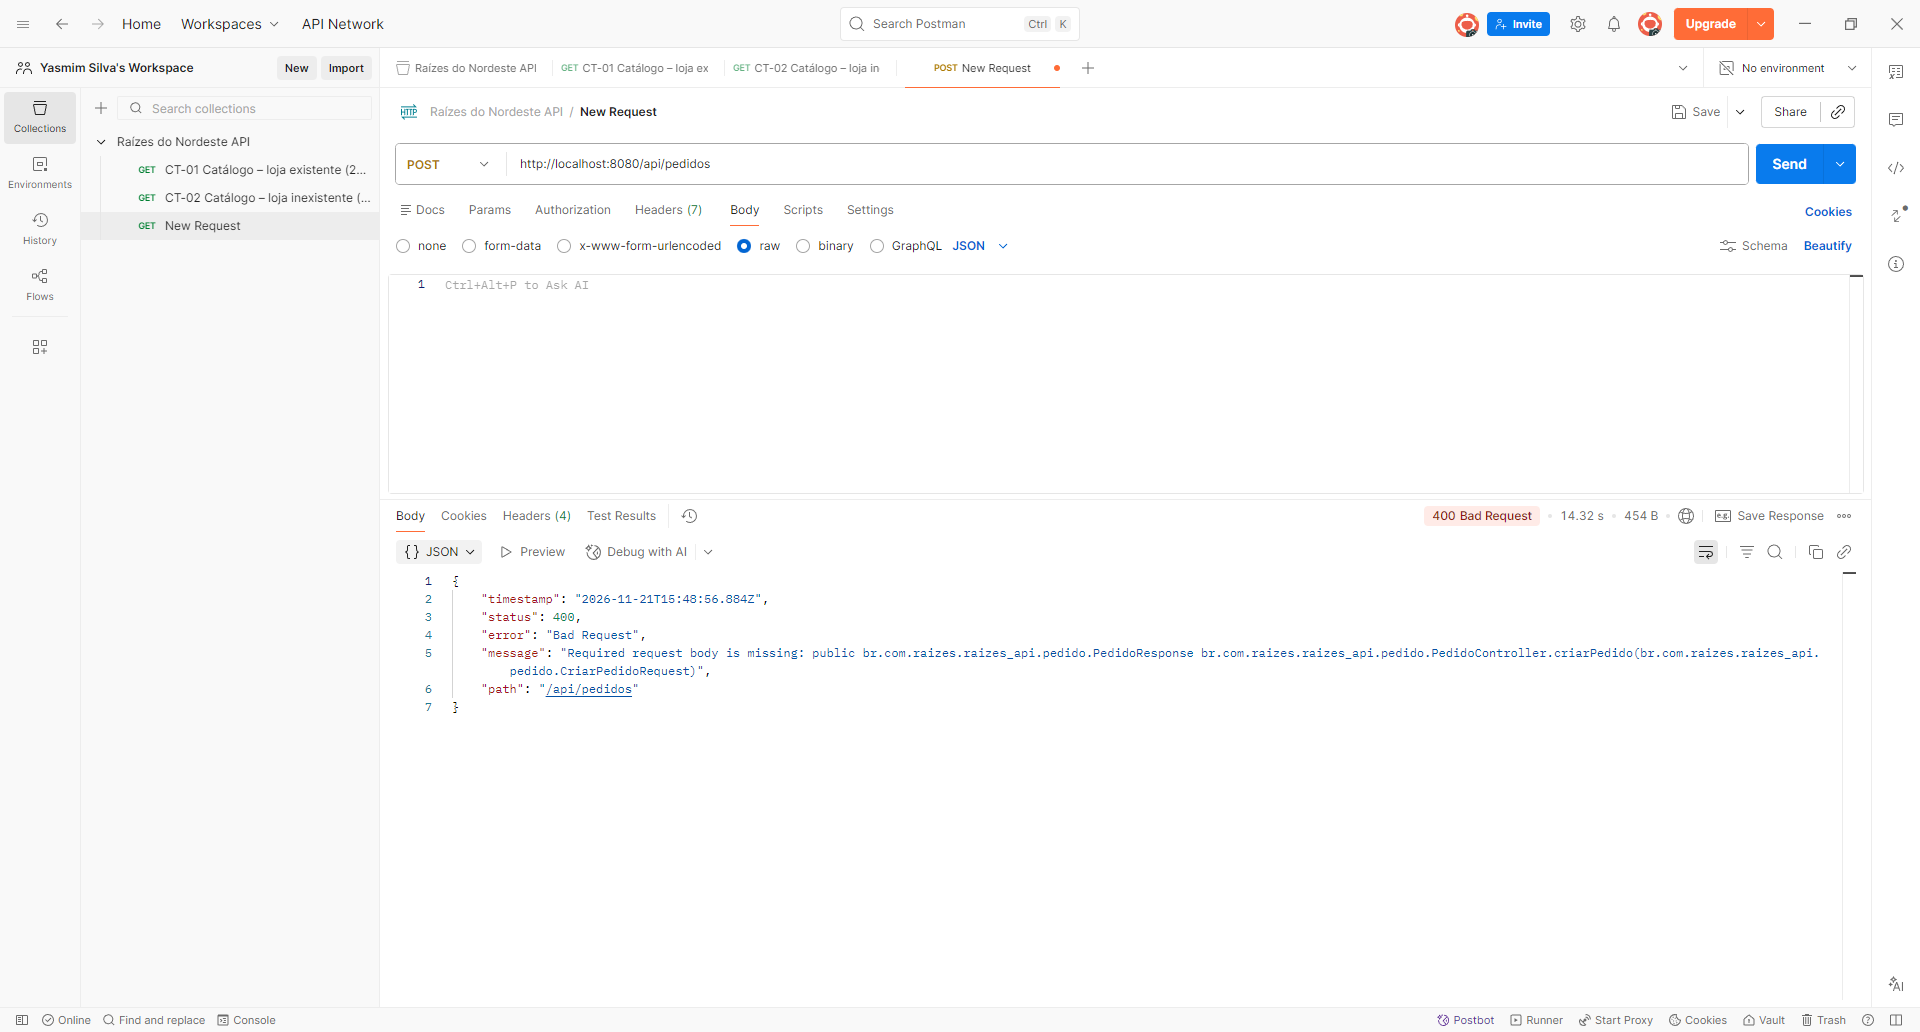 Home Workspaces API Network Search Postman Ctrl K Invite Upgrade
Yasmim Silva's Workspace New Import
Raízes do Nordeste API GET CT-01 Catálogo – loja ex GET CT-02 Catálogo – loja in POST New Request No environment
Collections
Environments
History
Flows
Search collections
Raízes do Nordeste API
GET CT-01 Catálogo – loja existente (2...
GET CT-02 Catálogo – loja inexistente (...
GET New Request
HTTP Raízes do Nordeste API / New Request Save Share
POST http://localhost:8080/api/pedidos Send
Docs Params Authorization Headers (7) Body Scripts Settings Cookies
none form-data x-www-form-urlencoded raw binary GraphQL JSON Schema Beautify
1 Ctrl+Alt+P to Ask AI
Body Cookies Headers (4) Test Results 400 Bad Request 14.32 s 454 B e.g. Save Response
{} JSON Preview Debug with AI
1 {
2 "timestamp": "2026-11-21T15:48:56.884Z",
3 "status": 400,
4 "error": "Bad Request",
5 "message": "Required request body is missing: public br.com.raizes.raizes_api.pedido.PedidoResponse br.com.raizes.raizes_api.pedido.PedidoController.criarPedido(br.com.raizes.raizes_api.
pedido.CriarPedidoRequest)",
6 "path": "/api/pedidos"
7 }
AI
Online Find and replace Console Postbot Runner Start Proxy Cookies Vault Trash